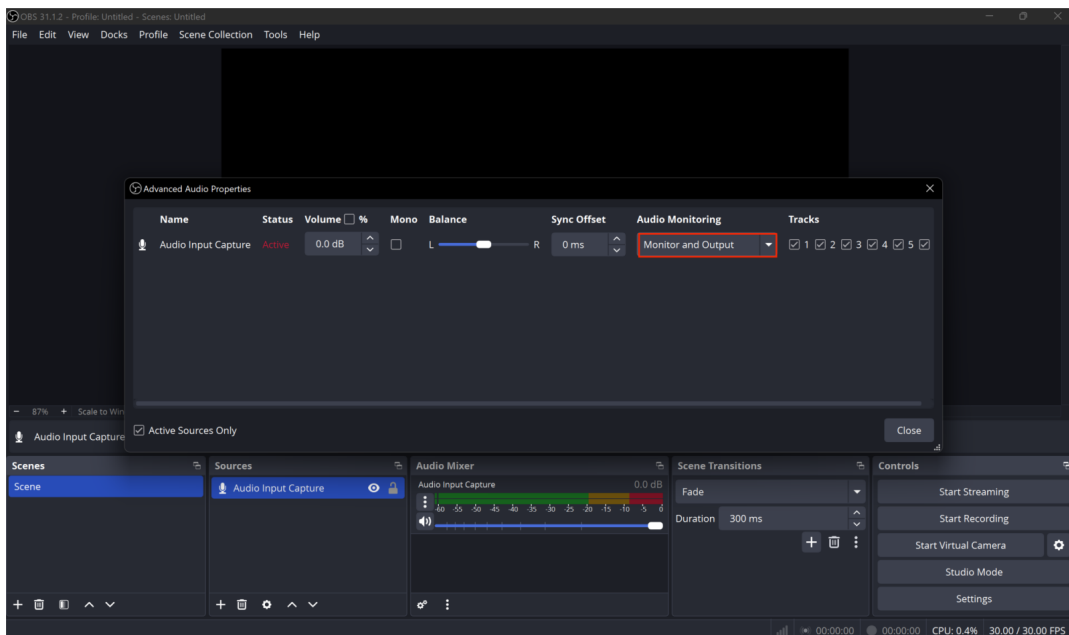 OBS 31.1.2 - Profile: Untitled - Scenes: Untitled
File Edit View Docks Profile Scene Collection Tools Help
Advanced Audio Properties
Name Status Volume % Mono Balance Sync Offset Audio Monitoring Tracks
Audio Input Capture Active 0.0 dB L R 0 ms Monitor and Output 1 2 3 4 5
87% Scale to Win
Active Sources Only Close
Audio Input Capture
Scenes Sources Audio Mixer Scene Transitions Controls
Scene
Audio Input Capture
Audio Input Capture 0.0 dB
-60 -55 -50 -45 -40 -35 -30 -25 -20 -15 -10 -5 0
Fade
Duration 300 ms
Start Streaming
Start Recording
Start Virtual Camera
Studio Mode
Settings
00:00:00 00:00:00 CPU: 0.4% 30.00 / 30.00 FPS